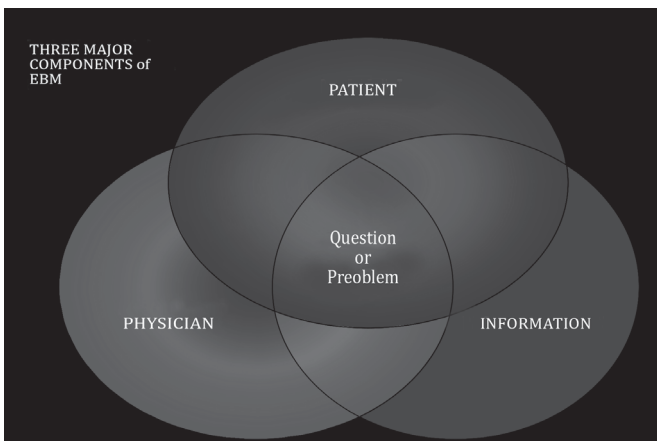 THREE MAJOR
COMPONENTS of
EBM
PATIENT
Question
or
Preoblem
PHYSICIAN
INFORMATION